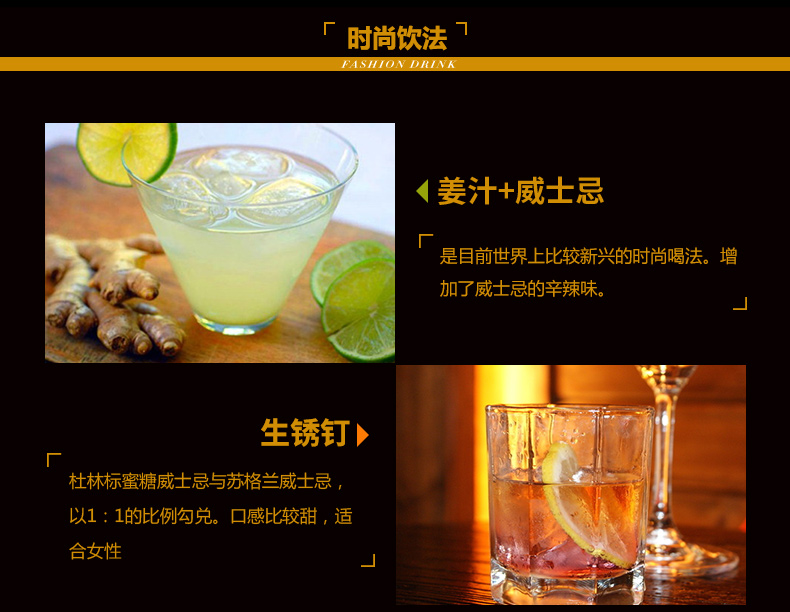 时尚饮法
FASHION DRINK
姜汁+威士忌
是目前世界上比较新兴的时尚喝法。增
加了威士忌的辛辣味。
生锈钉
杜林标蜜糖威士忌与苏格兰威士忌，
以1：1的比例勾兑。口感比较甜，适
合女性